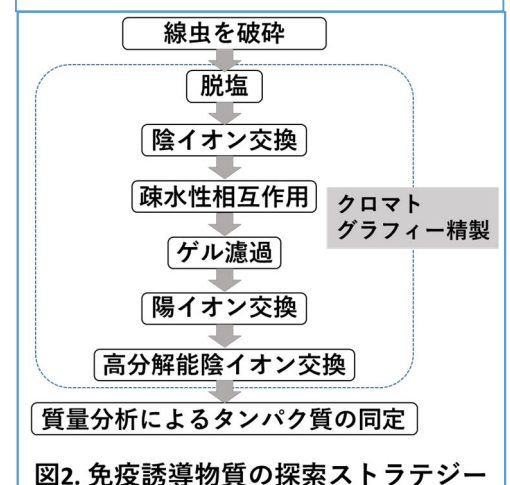 線虫を破砕
脱塩
陰イオン交換
疎水性相互作用
クロマト
グラフィー精製
ゲル濾過
陽イオン交換
高分解能陰イオン交換
質量分析によるタンパク質の同定
図2. 免疫誘導物質の探索ストラテジー